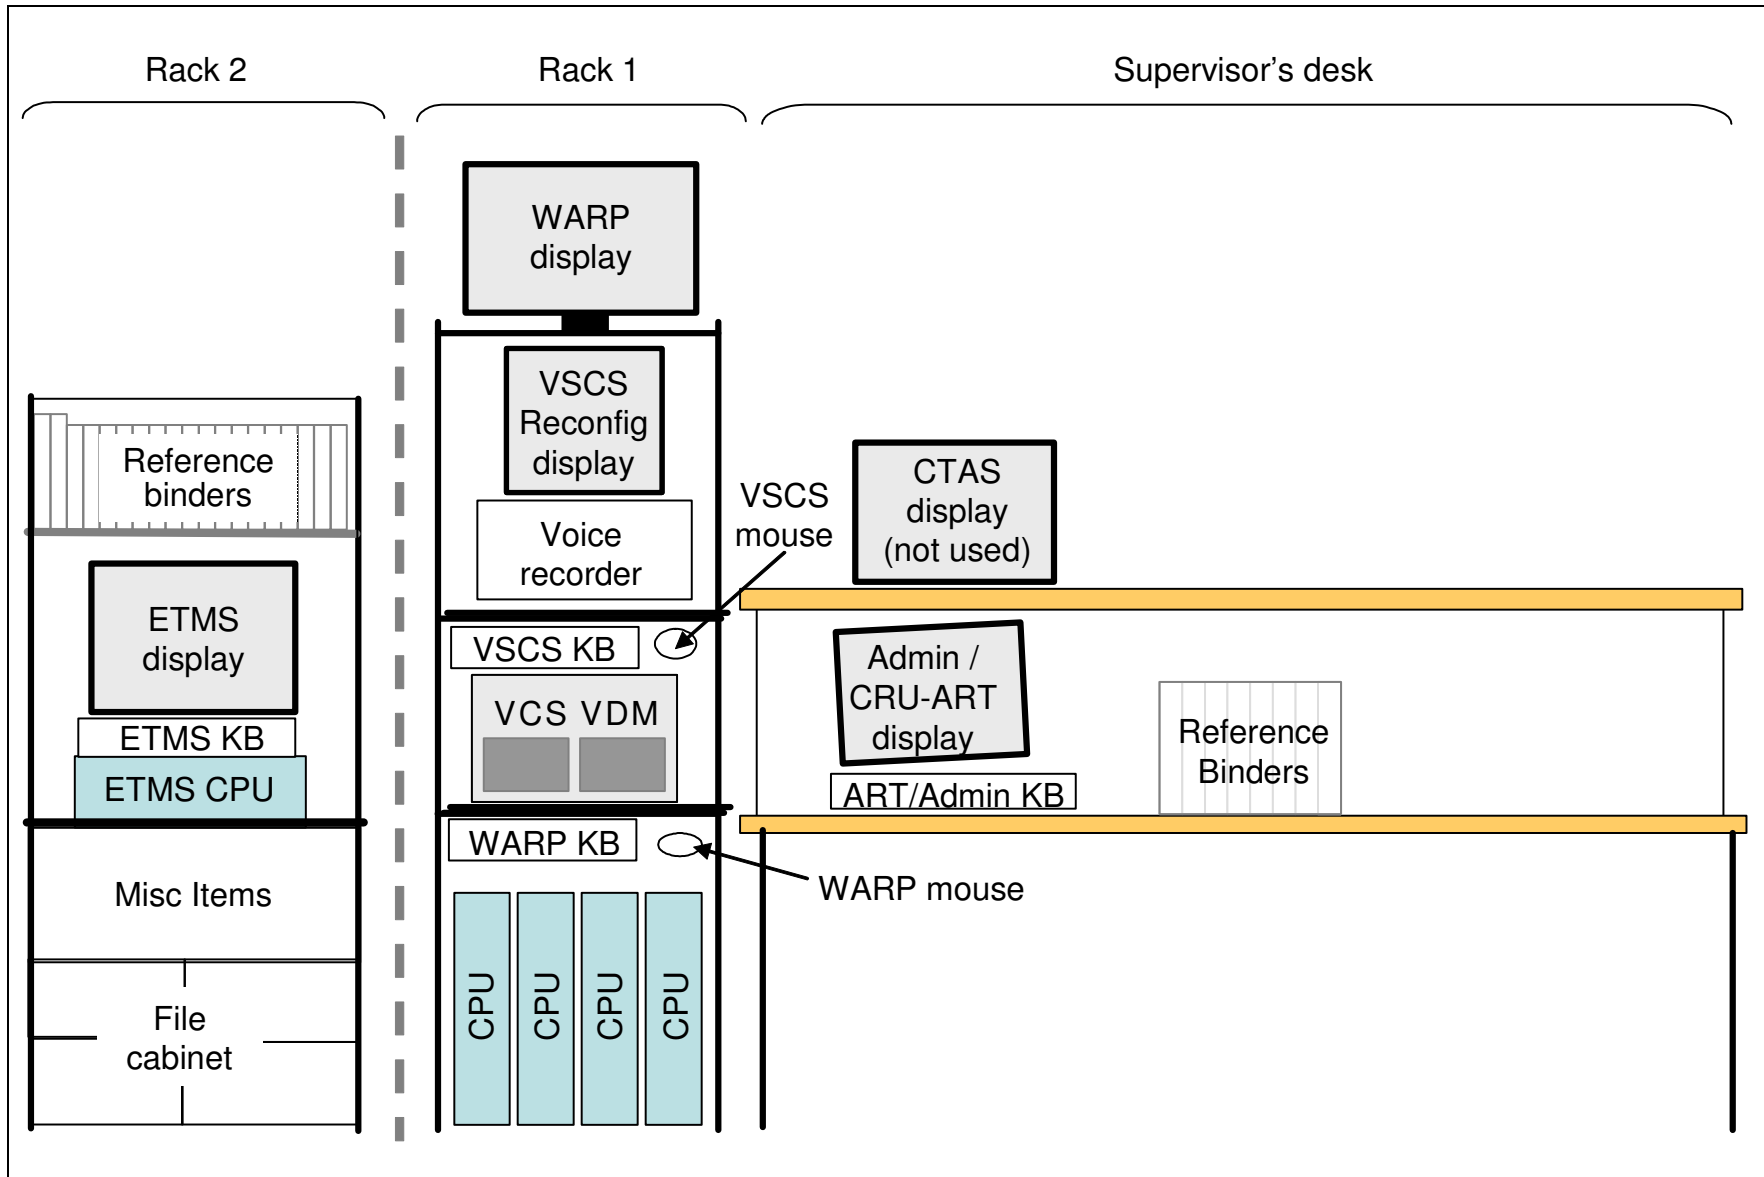 Rack 2
Rack 1
Supervisor's desk
WARP
display
VSCS
Reconfig
display
Voice
recorder
VSCS
mouse
VSCS KB
VCS VDM
WARP KB
WARP mouse
CPU
CPU
CPU
CPU
Reference
binders
ETMS
display
ETMS KB
ETMS CPU
Misc Items
File
cabinet
CTAS
display
(not used)
Admin /
CRU-ART
display
ART/Admin KB
Reference
Binders